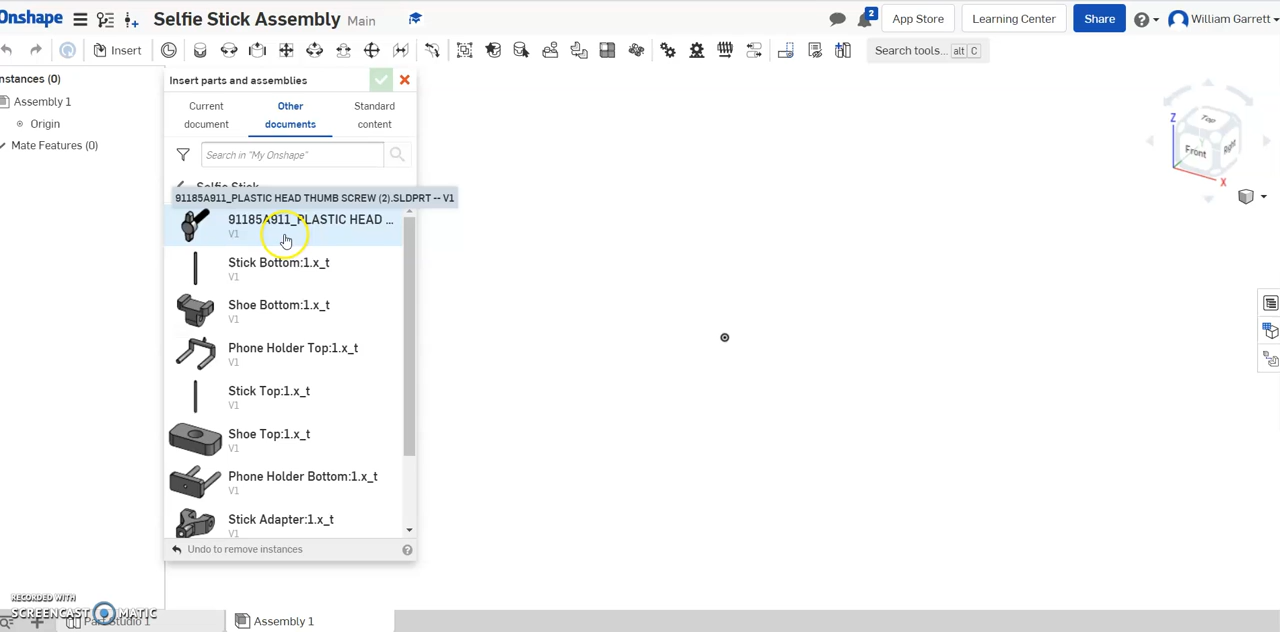 Onshape Selfie Stick Assembly Main 2 App Store Learning Center Share William Garrett
Insert Search tools... alt C
nstances (0)
Assembly 1
Origin
Mate Features (0)
Insert parts and assemblies
Current document Other documents Standard content
Search in "My Onshape"
Selfie Stick
91185A911_PLASTIC HEAD THUMB SCREW (2).SLDPRT -- V1
91185A911_PLASTIC HEAD ...
V1
Stick Bottom:1.x_t
V1
Shoe Bottom:1.x_t
V1
Phone Holder Top:1.x_t
V1
Stick Top:1.x_t
V1
Shoe Top:1.x_t
V1
Phone Holder Bottom:1.x_t
V1
Stick Adapter:1.x_t
V1
Undo to remove instances
Top
Z
Front Right
X
RECORDED WITH
SCREENCAST MATIC
Part Studio 1 Assembly 1